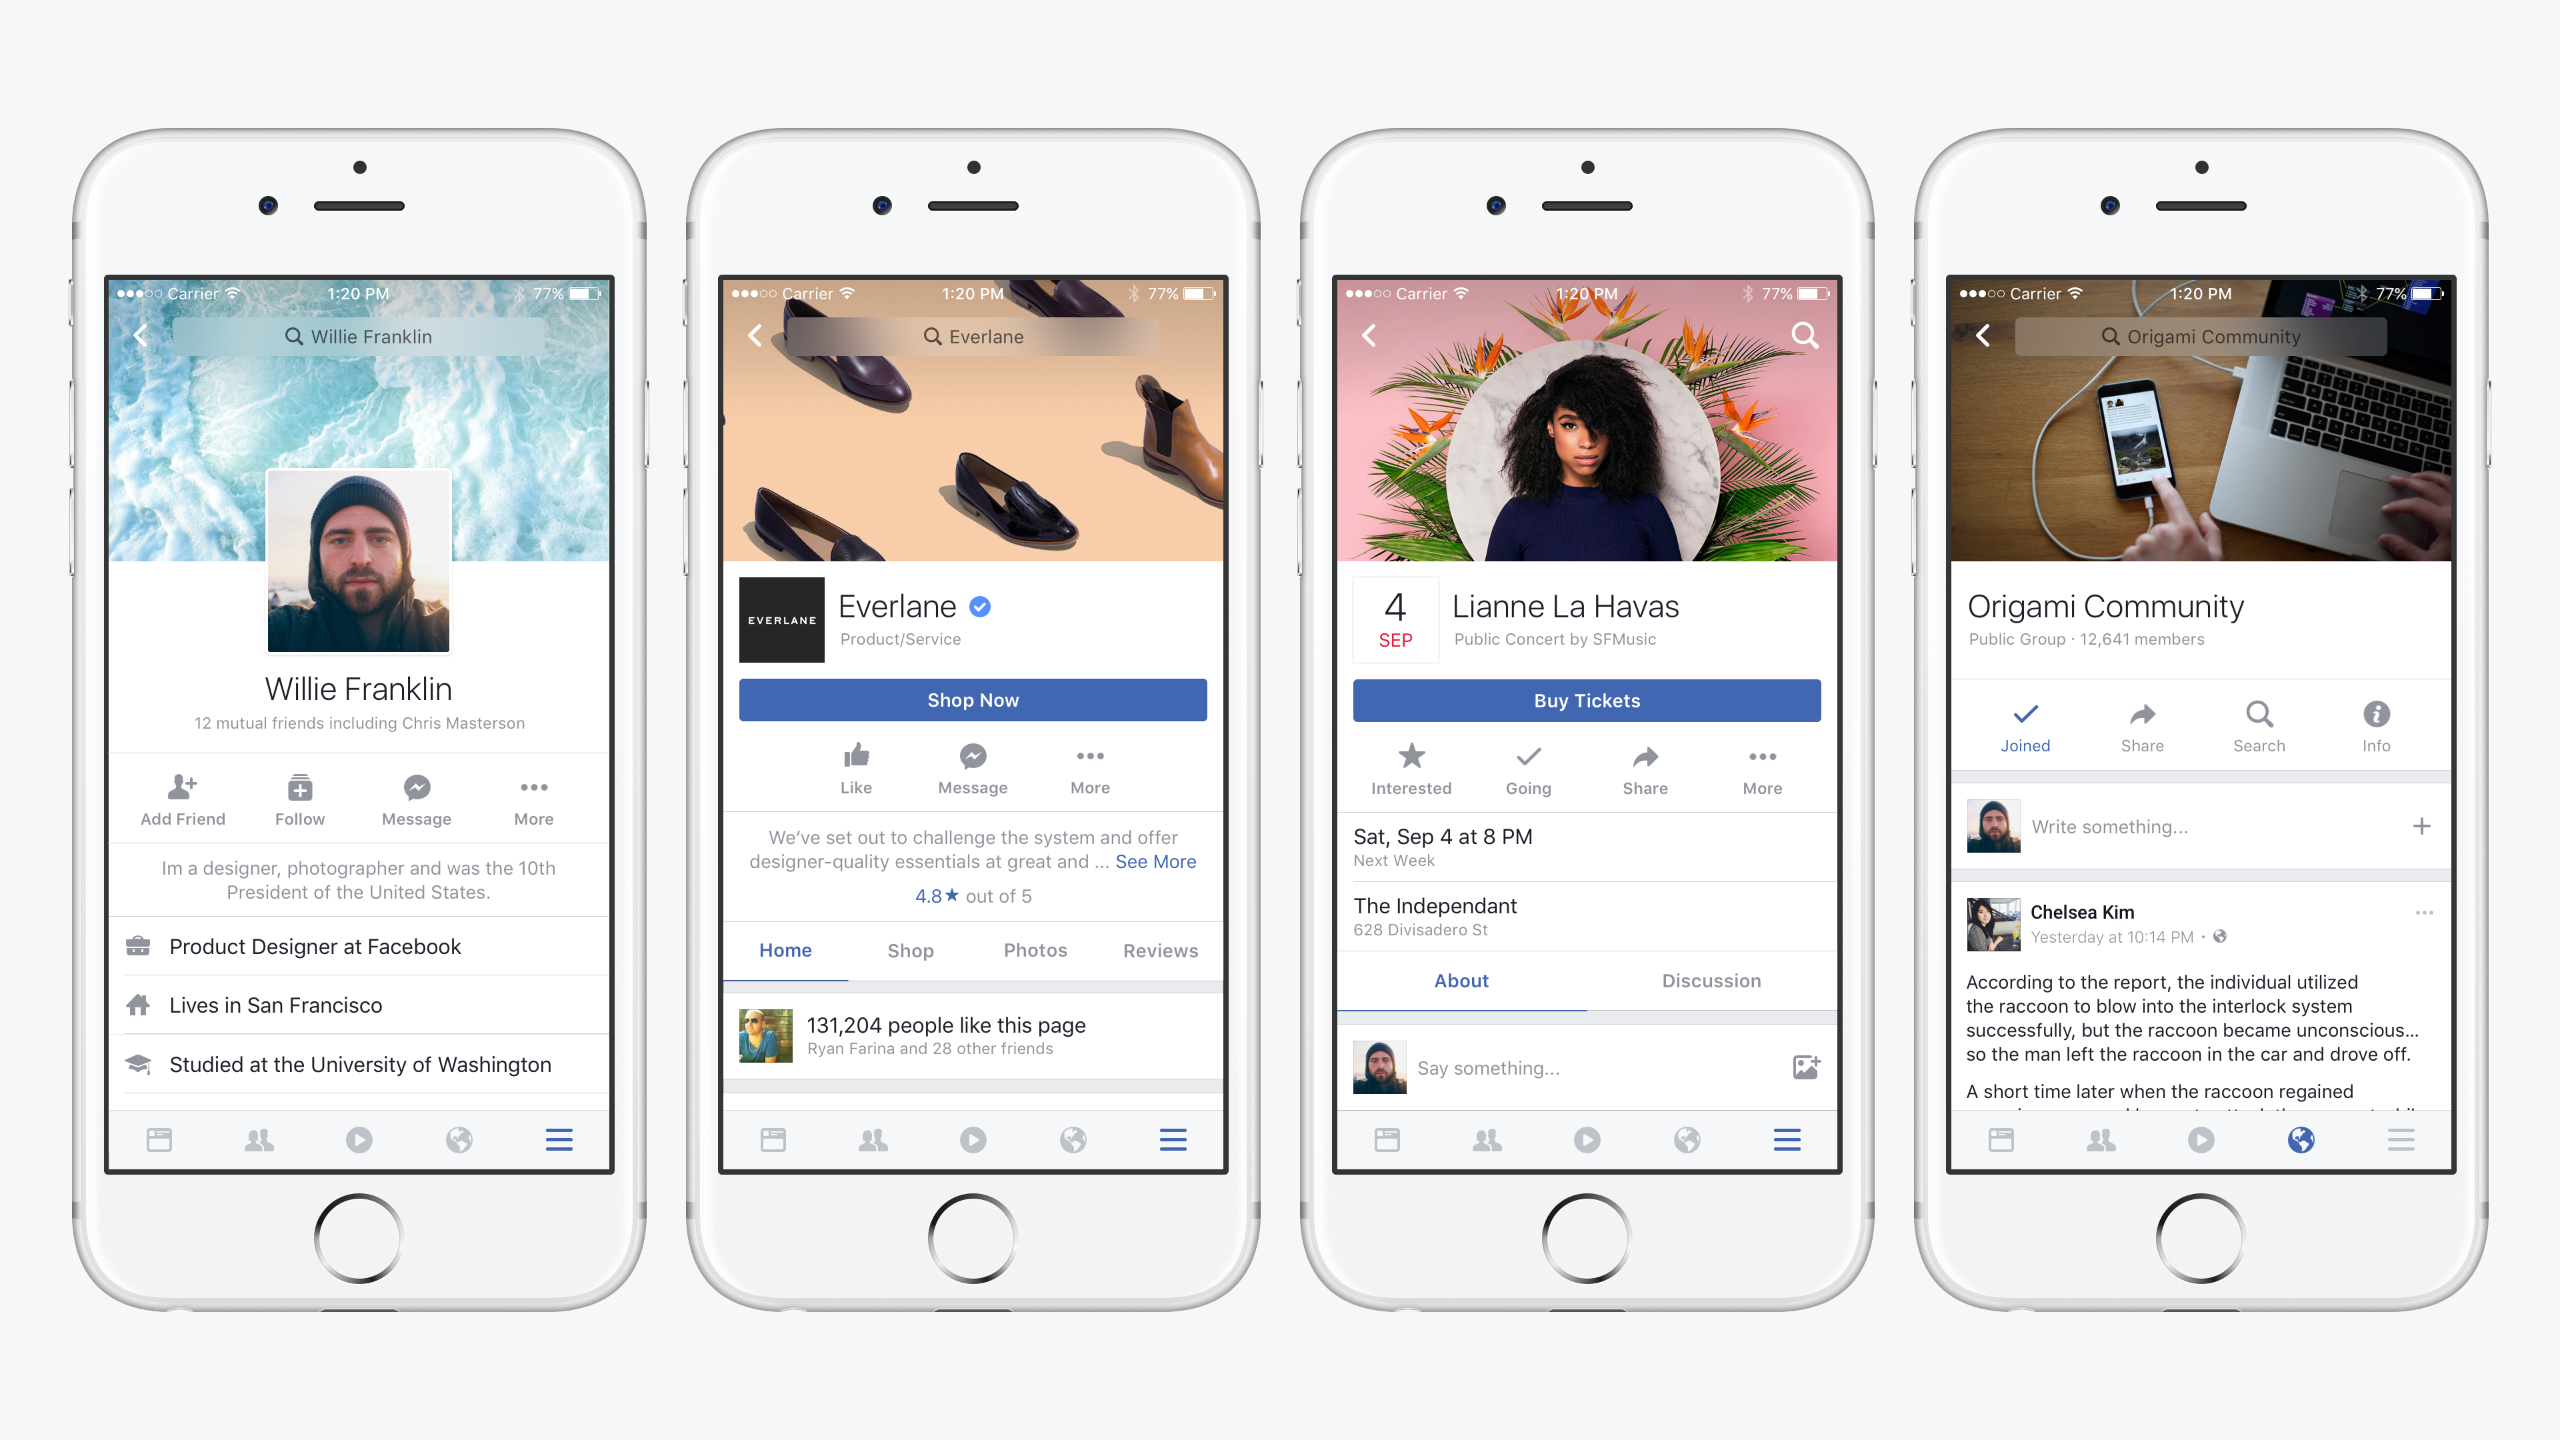 Carrier 1:20 PM 77%
Willie Franklin
Willie Franklin
12 mutual friends including Chris Masterson
Add Friend Follow Message More
Im a designer, photographer and was the 10th
President of the United States.
Product Designer at Facebook
Lives in San Francisco
Studied at the University of Washington
Carrier 1:20 PM 77%
Everlane
EVERLANE
Everlane
Product/Service
Shop Now
Like Message More
We've set out to challenge the system and offer
designer-quality essentials at great and ... See More
4.8★ out of 5
Home Shop Photos Reviews
131,204 people like this page
Ryan Farina and 28 other friends
Carrier 1:20 PM 77%
4
SEP
Lianne La Havas
Public Concert by SFMusic
Buy Tickets
Interested Going Share More
Sat, Sep 4 at 8 PM
Next Week
The Independant
628 Divisadero St
About Discussion
Say something...
Carrier 1:20 PM 77%
Origami Community
Origami Community
Public Group · 12,641 members
Joined Share Search Info
Write something...
Chelsea Kim
Yesterday at 10:14 PM ·
According to the report, the individual utilized
the raccoon to blow into the interlock system
successfully, but the raccoon became unconscious...
so the man left the raccoon in the car and drove off.
A short time later when the raccoon regained